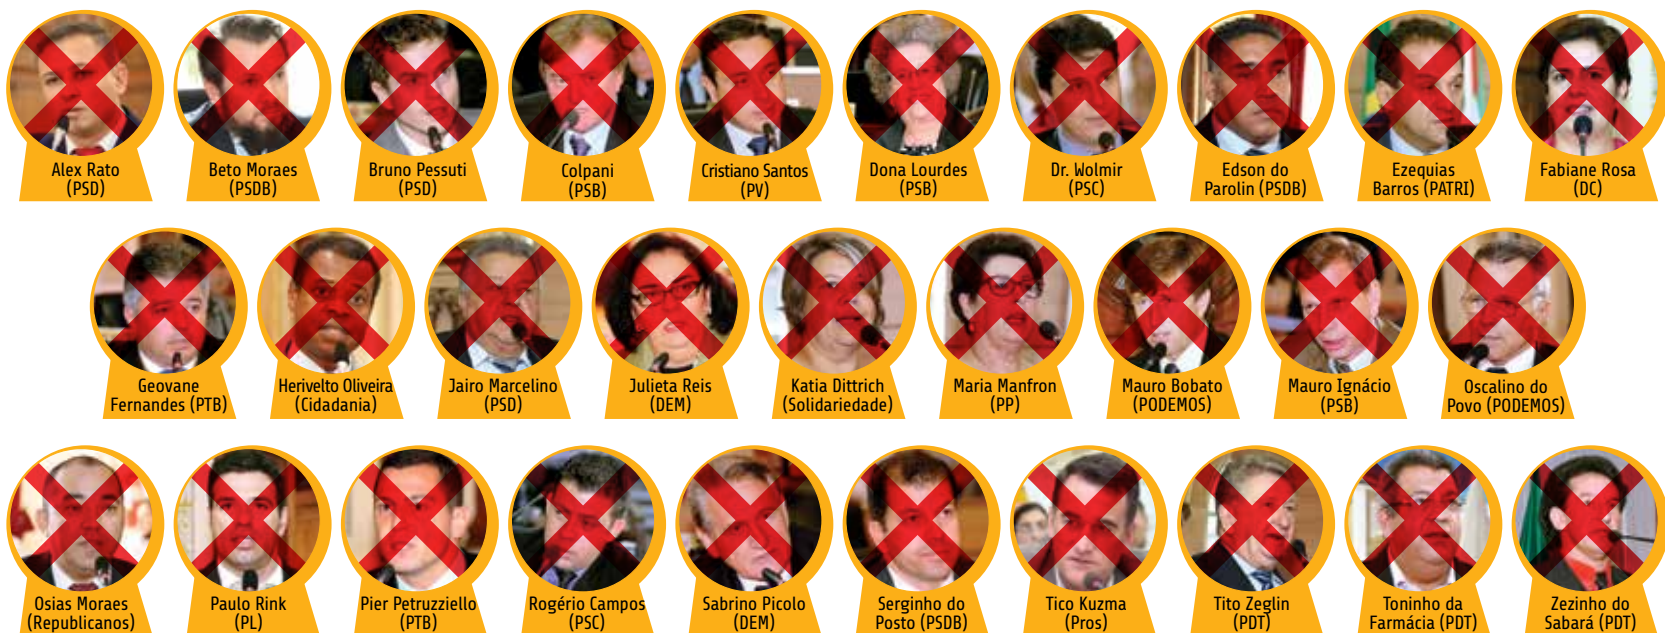 Alex Rato
(PSD)
Beto Moraes
(PSDB)
Bruno Pessuti
(PSD)
Colpani
(PSB)
Cristiano Santos
(PV)
Dona Lourdes
(PSB)
Dr. Wolmir
(PSC)
Edson do
Parolin (PSDB)
Ezequias
Barros (PATRI)
Fabiane Rosa
(DC)
Geovane
Fernandes (PTB)
Herivelto Oliveira
(Cidadania)
Jairo Marcelino
(PSD)
Julieta Reis
(DEM)
Katia Dittrich
(Solidariedade)
Maria Manfron
(PP)
Mauro Bobato
(PODEMOS)
Mauro Ignácio
(PSB)
Oscalino do
Povo (PODEMOS)
Osias Moraes
(Republicanos)
Paulo Rink
(PL)
Pier Petruzziello
(PTB)
Rogério Campos
(PSC)
Sabrino Picolo
(DEM)
Serginho do
Posto (PSDB)
Tico Kuzma
(Pros)
Tito Zeglin
(PDT)
Toninho da
Farmácia (PDT)
Zezinho do
Sabará (PDT)